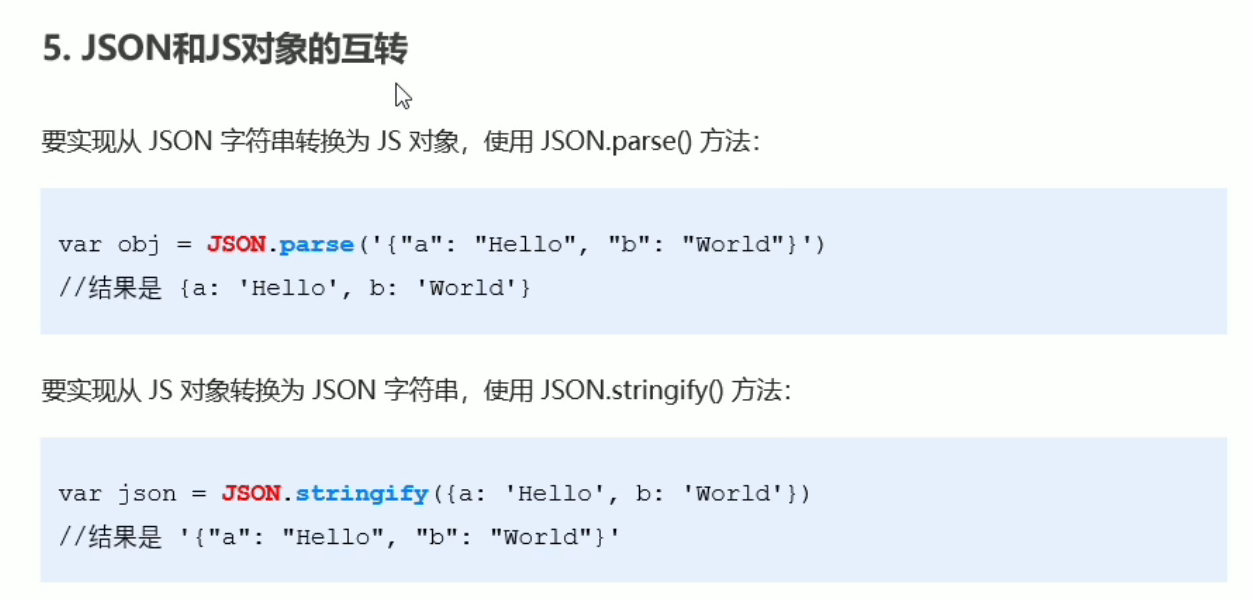 5. JSON和JS对象的互转
要实现从 JSON 字符串转换为 JS 对象，使用 JSON.parse() 方法：
var obj = JSON.parse('{"a": "Hello", "b": "World"}')
//结果是 {a: 'Hello', b: 'World'}
要实现从 JS 对象转换为 JSON 字符串，使用 JSON.stringify() 方法：
var json = JSON.stringify({a: 'Hello', b: 'World'})
//结果是 '{"a": "Hello", "b": "World"}'